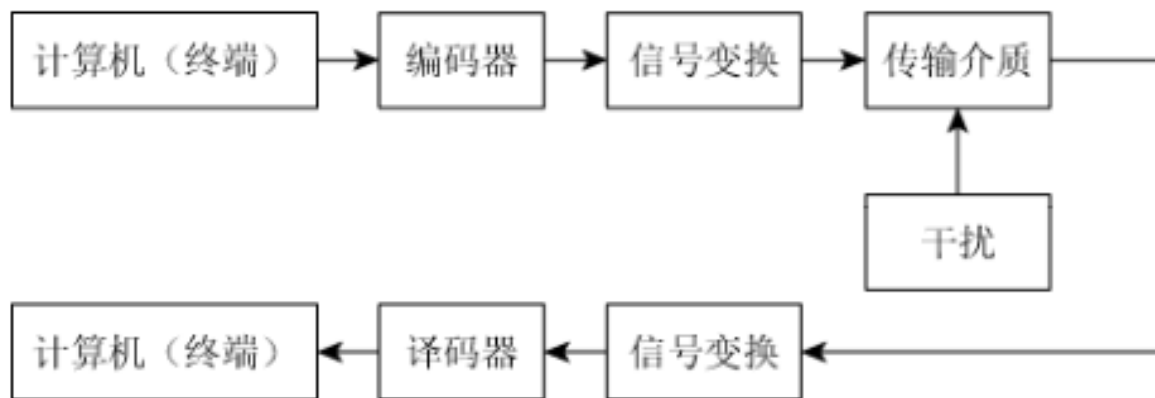 计算机（终端）
编码器
信号变换
传输介质
干扰
计算机（终端）
译码器
信号变换